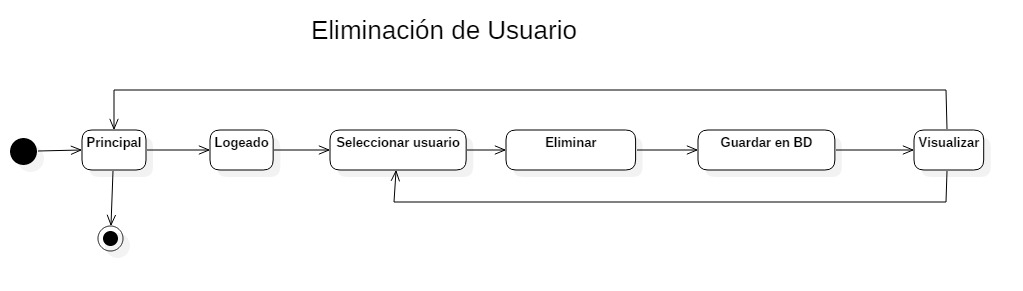 Eliminación de Usuario
Principal
Logeado
Seleccionar usuario
Eliminar
Guardar en BD
Visualizar